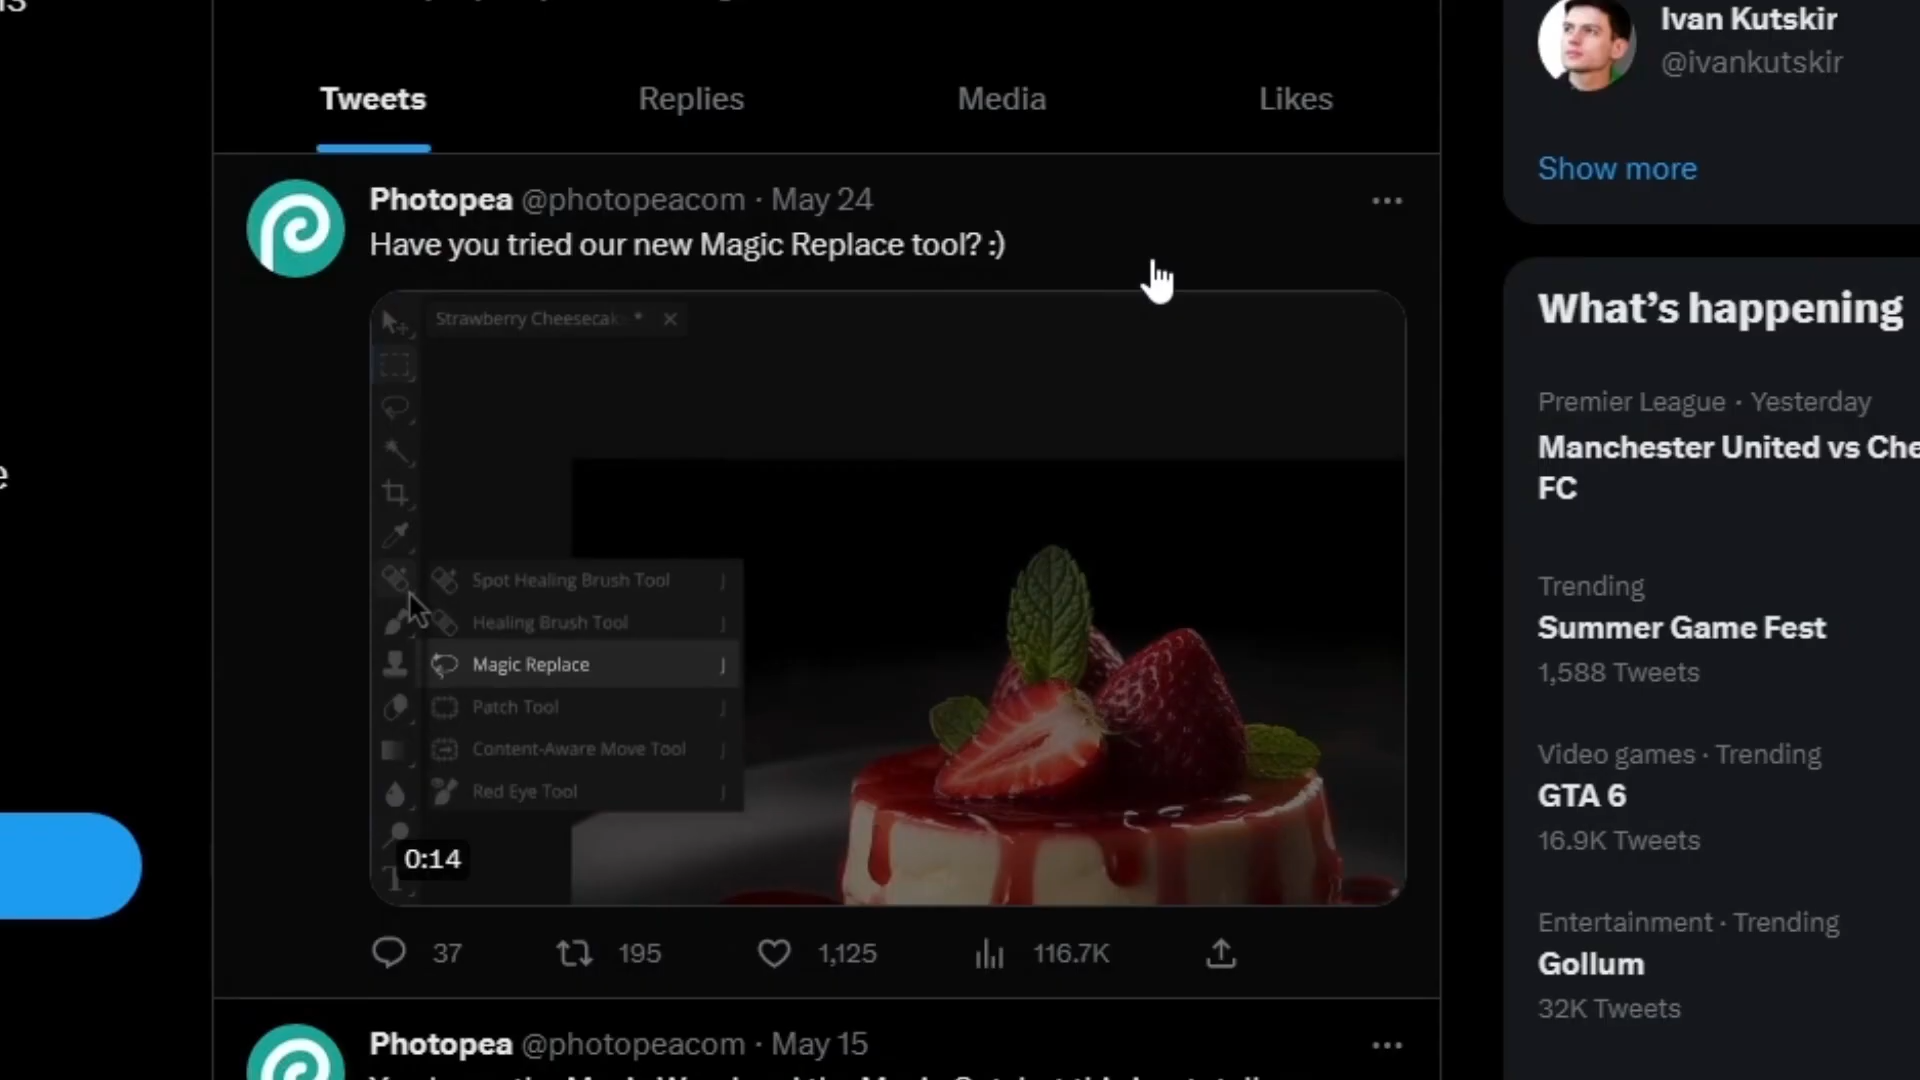 Tweets
Replies
Media
Likes
Photopea @photopeacom · May 24
Have you tried our new Magic Replace tool? :)
Strawberry Cheesecak * ×
Spot Healing Brush Tool J
Healing Brush Tool J
Magic Replace J
Patch Tool J
Content-Aware Move Tool J
Red Eye Tool J
T
0:14
37
195
1,125
116.7K
Photopea @photopeacom · May 15
Ivan Kutskir
@ivankutskir
Show more
What's happening
Premier League · Yesterday
Manchester United vs Che
FC
Trending
Summer Game Fest
1,588 Tweets
Video games · Trending
GTA 6
16.9K Tweets
Entertainment · Trending
Gollum
32K Tweets